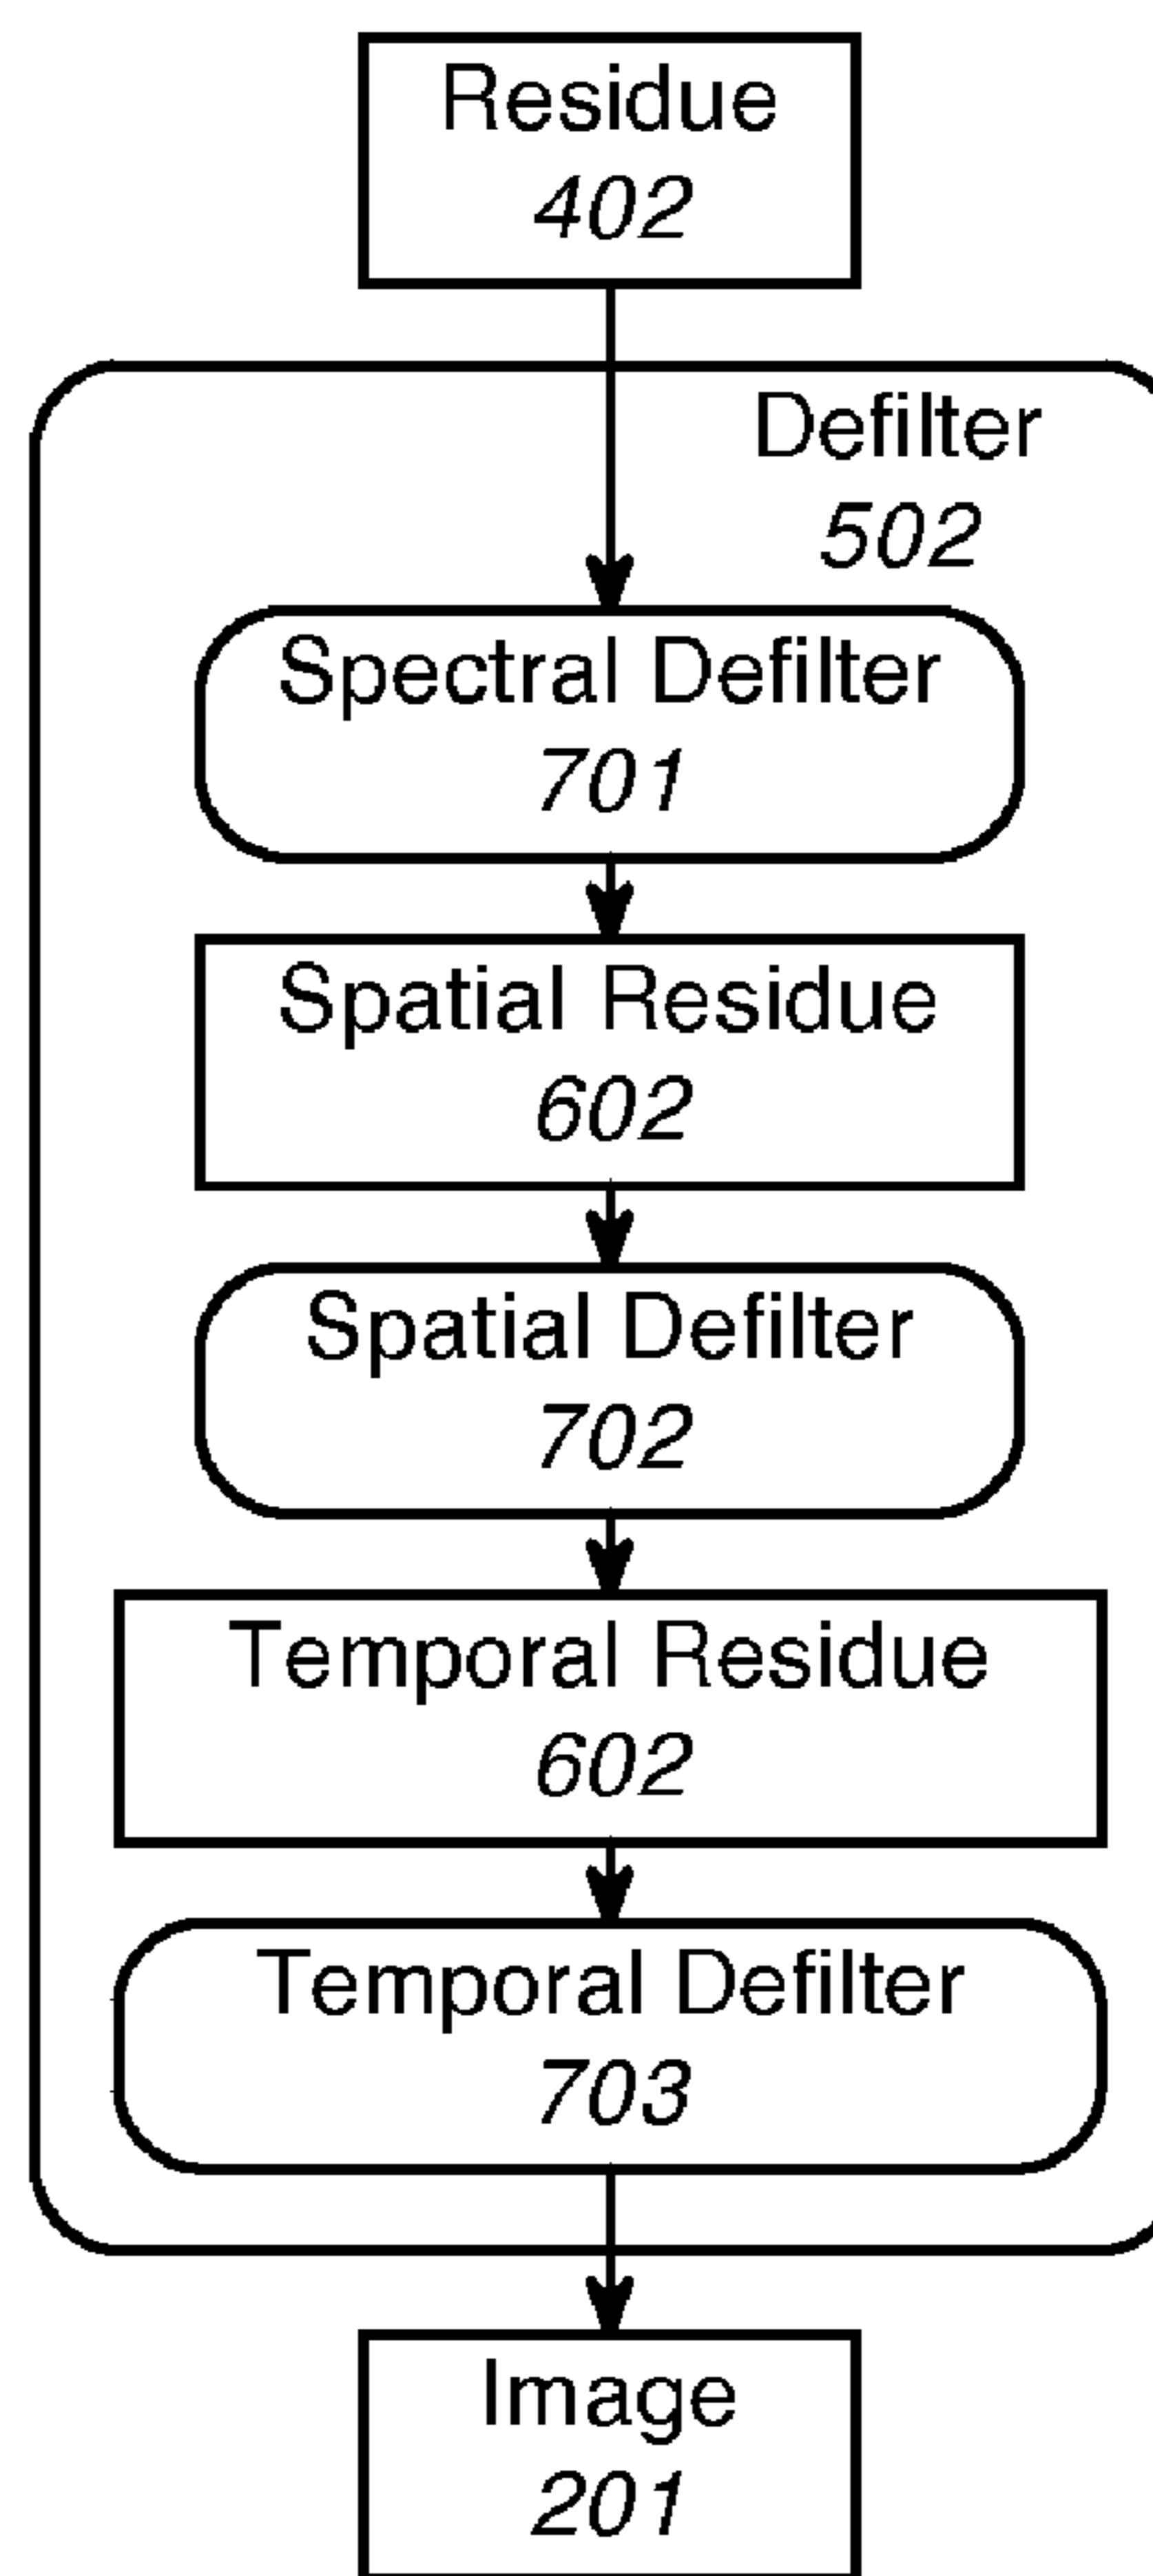 Residue
402
Defilter
502
Spectral Defilter
701
Spatial Residue
602
Spatial Defilter
702
Temporal Residue
602
Temporal Defilter
703
Image
201